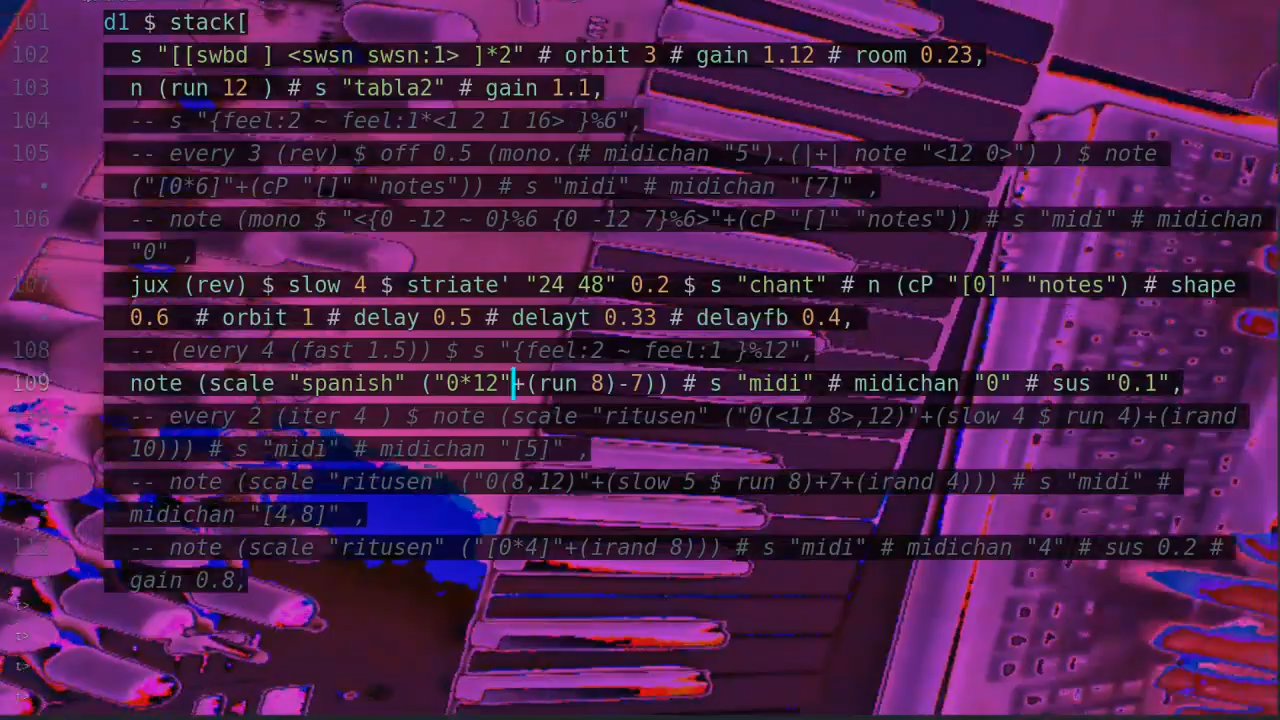 101 d1 $ stack[
102 s "[[swbd ] <swsn swsn:1> ]*2" # orbit 3 # gain 1.12 # room 0.23,
103 n (run 12 ) # s "tabla2" # gain 1.1,
104 -- s "{feel:2 ~ feel:1*<1 2 1 16> }%6",
105 -- every 3 (rev) $ off 0.5 (mono.(# midichan "5").(|+| note "<12 0>") ) $ note
("[0*6]"+(cP "[]" "notes")) # s "midi" # midichan "[7]" ,
106 -- note (mono $ "<{0 -12 ~ 0}%6 {0 -12 7}%6>"+(cP "[]" "notes")) # s "midi" # midichan
"0" ,
107 jux (rev) $ slow 4 $ striate' "24 48" 0.2 $ s "chant" # n (cP "[0]" "notes") # shape
0.6 # orbit 1 # delay 0.5 # delayt 0.33 # delayfb 0.4,
108 -- (every 4 (fast 1.5)) $ s "{feel:2 ~ feel:1 }%12",
109 note (scale "spanish" ("0*12"+(run 8)-7)) # s "midi" # midichan "0" # sus "0.1",
-- every 2 (iter 4 ) $ note (scale "ritusen" ("0(<11 8>,12)"+(slow 4 $ run 4)+(irand
10))) # s "midi" # midichan "[5]" ,
-- note (scale "ritusen" ("0(8,12)"+(slow 5 $ run 8)+7+(irand 4))) # s "midi" #
midichan "[4,8]" ,
-- note (scale "ritusen" ("[0*4]"+(irand 8))) # s "midi" # midichan "4" # sus 0.2 #
gain 0.8,